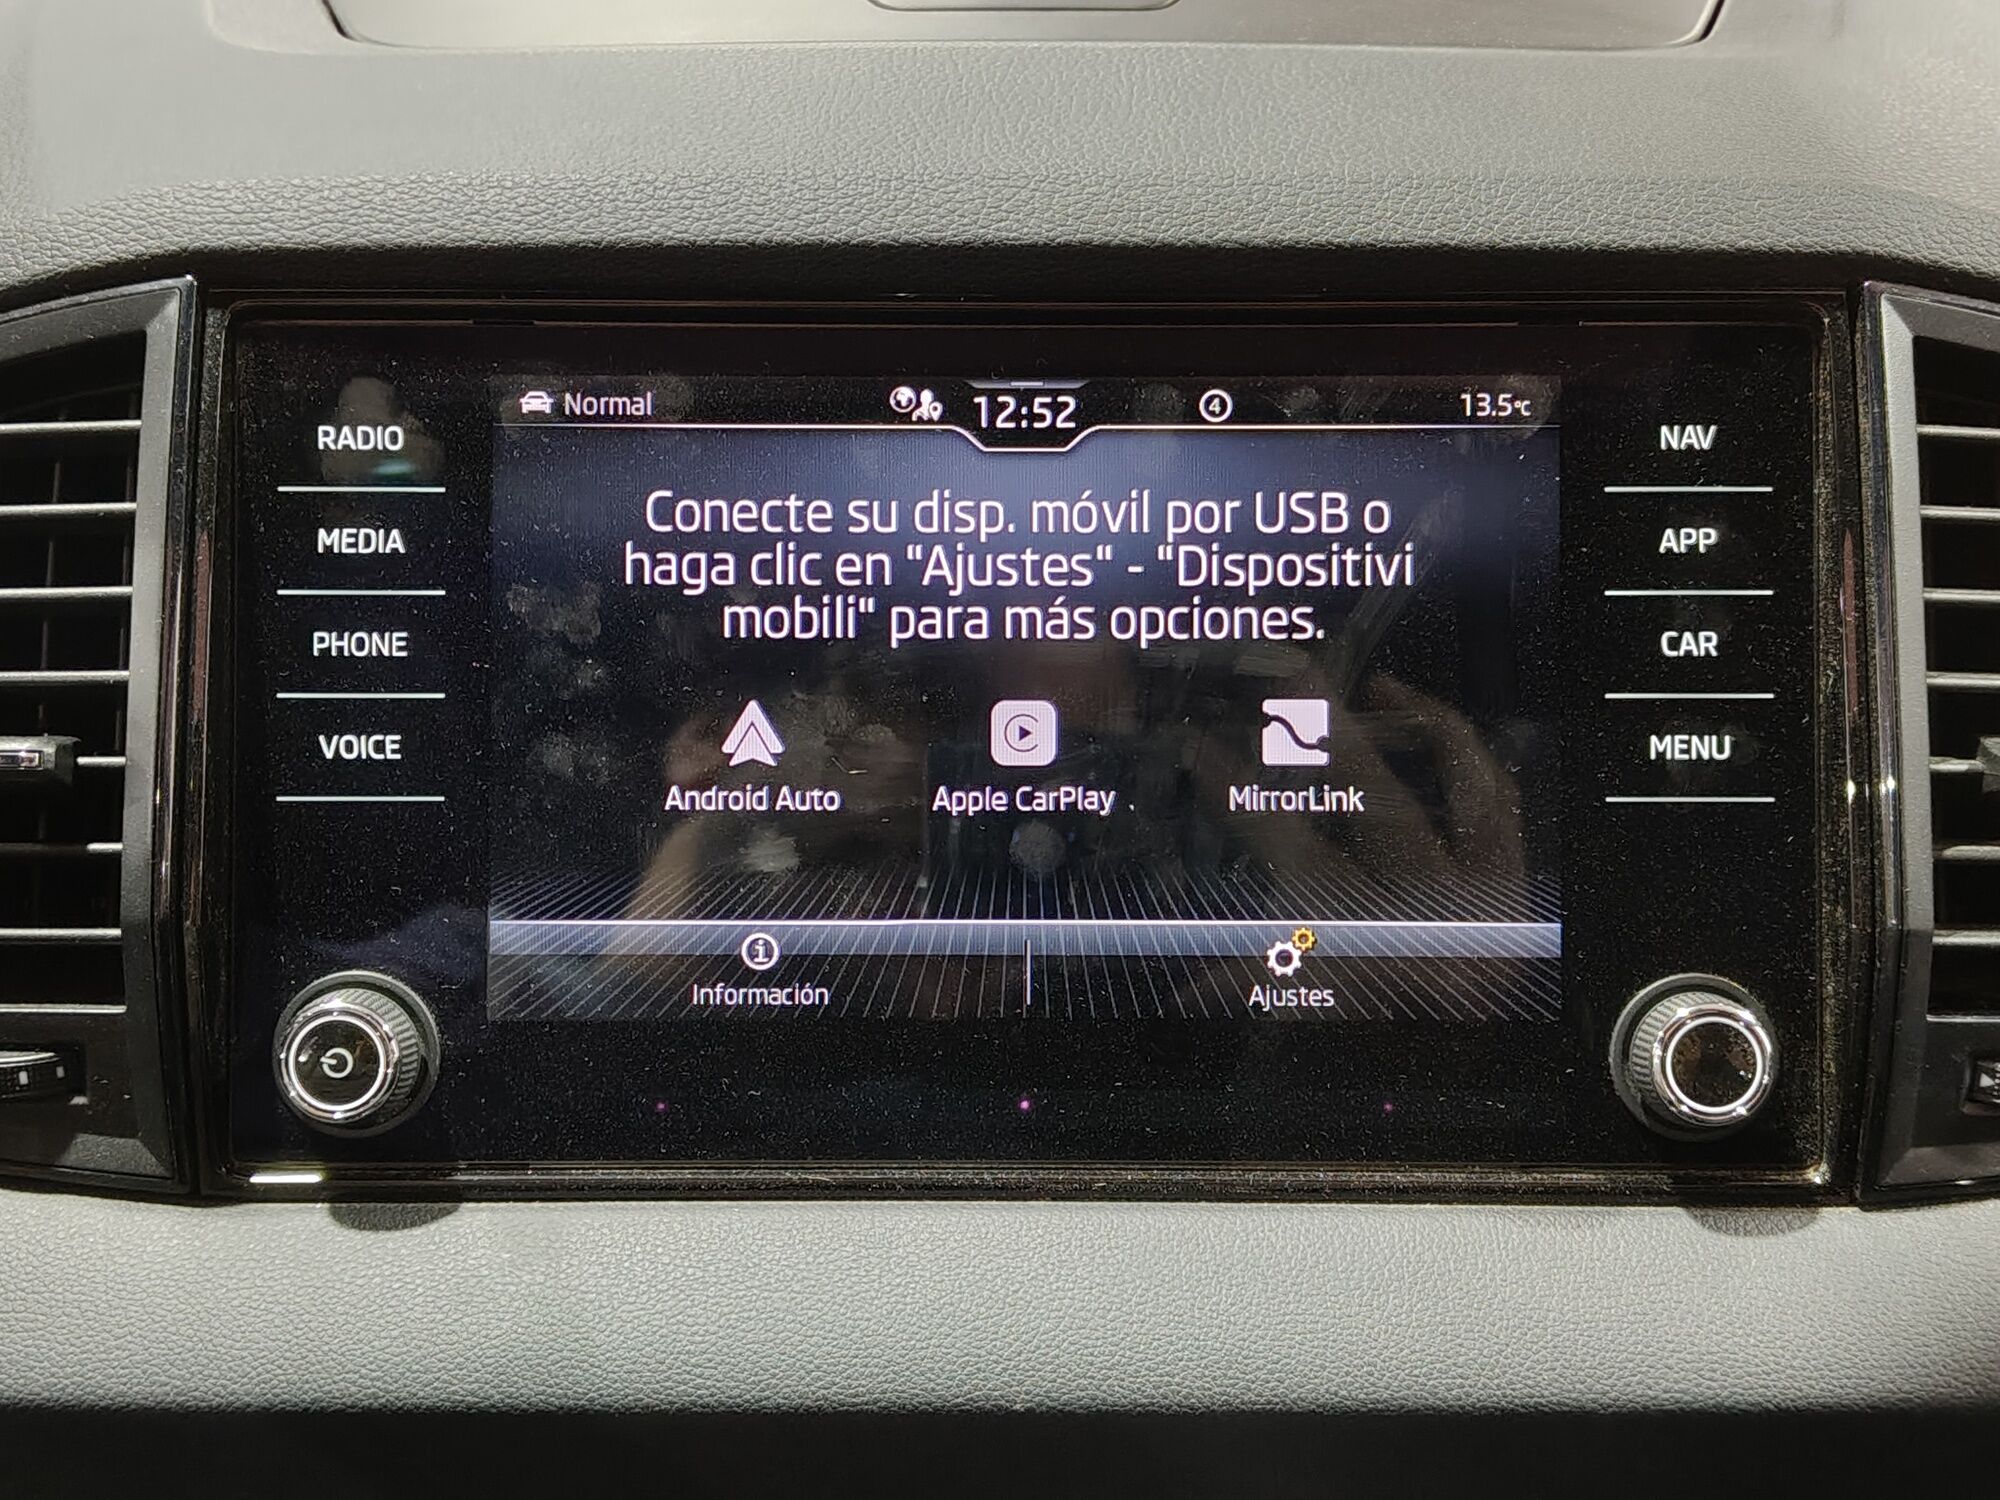 Normal
12:52
4
13.5°C
RADIO
MEDIA
PHONE
VOICE
Conecte su disp. móvil por USB o
haga clic en "Ajustes" - "Dispositivi
mobili" para más opciones.
Android Auto
Apple CarPlay
MirrorLink
Información
Ajustes
NAV
APP
CAR
MENU